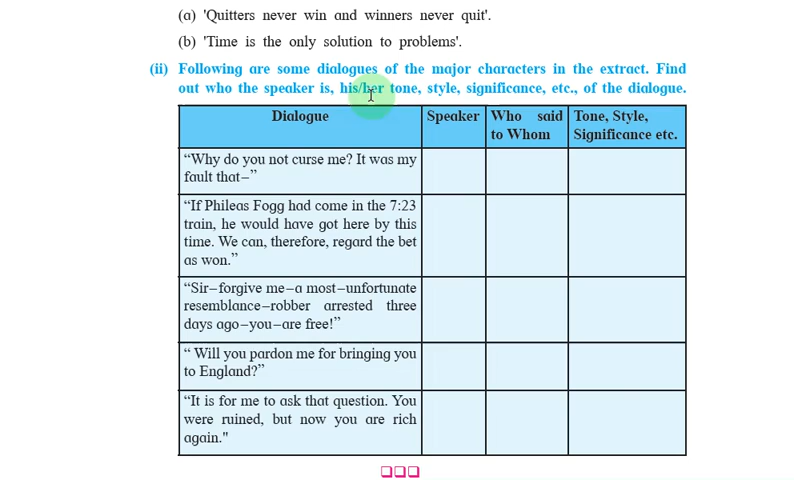 (a) 'Quitters never win and winners never quit'.
(b) 'Time is the only solution to problems'.
(ii) Following are some dialogues of the major characters in the extract. Find
out who the speaker is, his/her tone, style, significance, etc., of the dialogue.
Dialogue
Speaker
Who said
to Whom
Tone, Style,
Significance etc.
“Why do you not curse me? It was my
fault that–”
“If Phileas Fogg had come in the 7:23
train, he would have got here by this
time. We can, therefore, regard the bet
as won.”
“Sir–forgive me–a most–unfortunate
resemblance–robber arrested three
days ago–you–are free!”
“ Will you pardon me for bringing you
to England?”
“It is for me to ask that question. You
were ruined, but now you are rich
again."